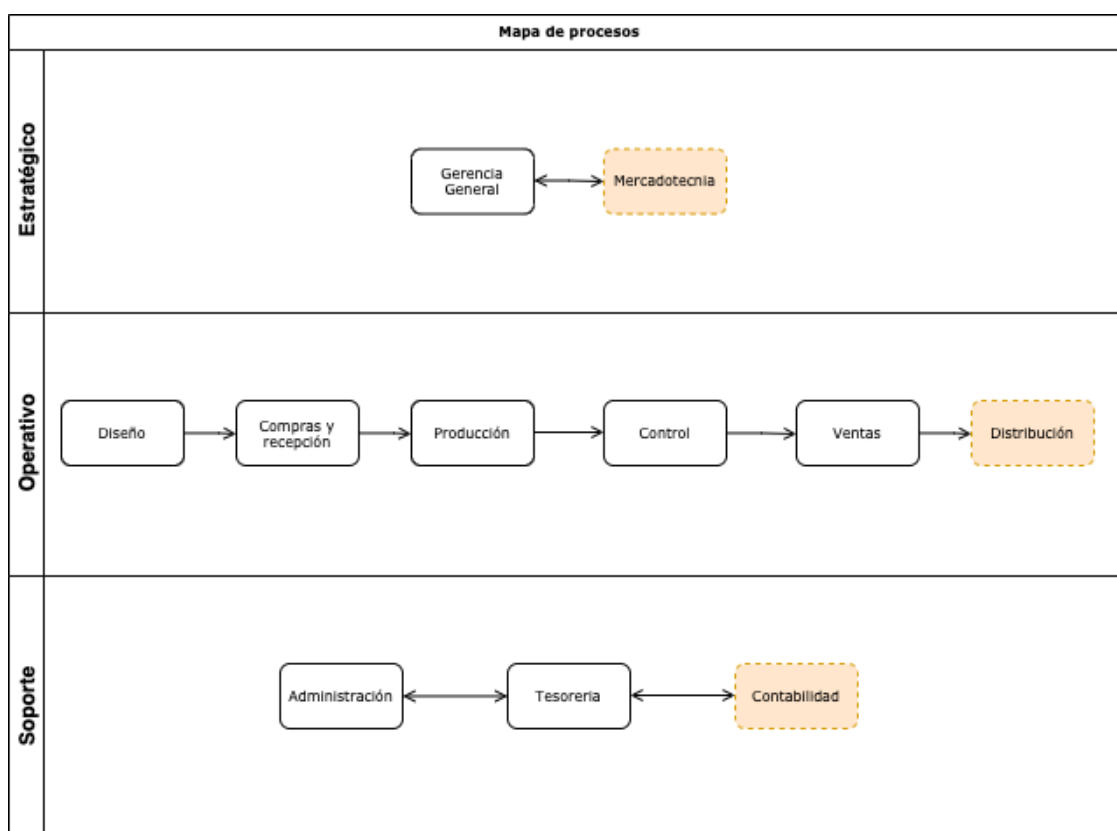 Mapa de procesos
Estratégico
Gerencia
General
Mercadotecnia
Operativo
Diseño
Compras y
recepción
Producción
Control
Ventas
Distribución
Soporte
Administración
Tesoreria
Contabilidad